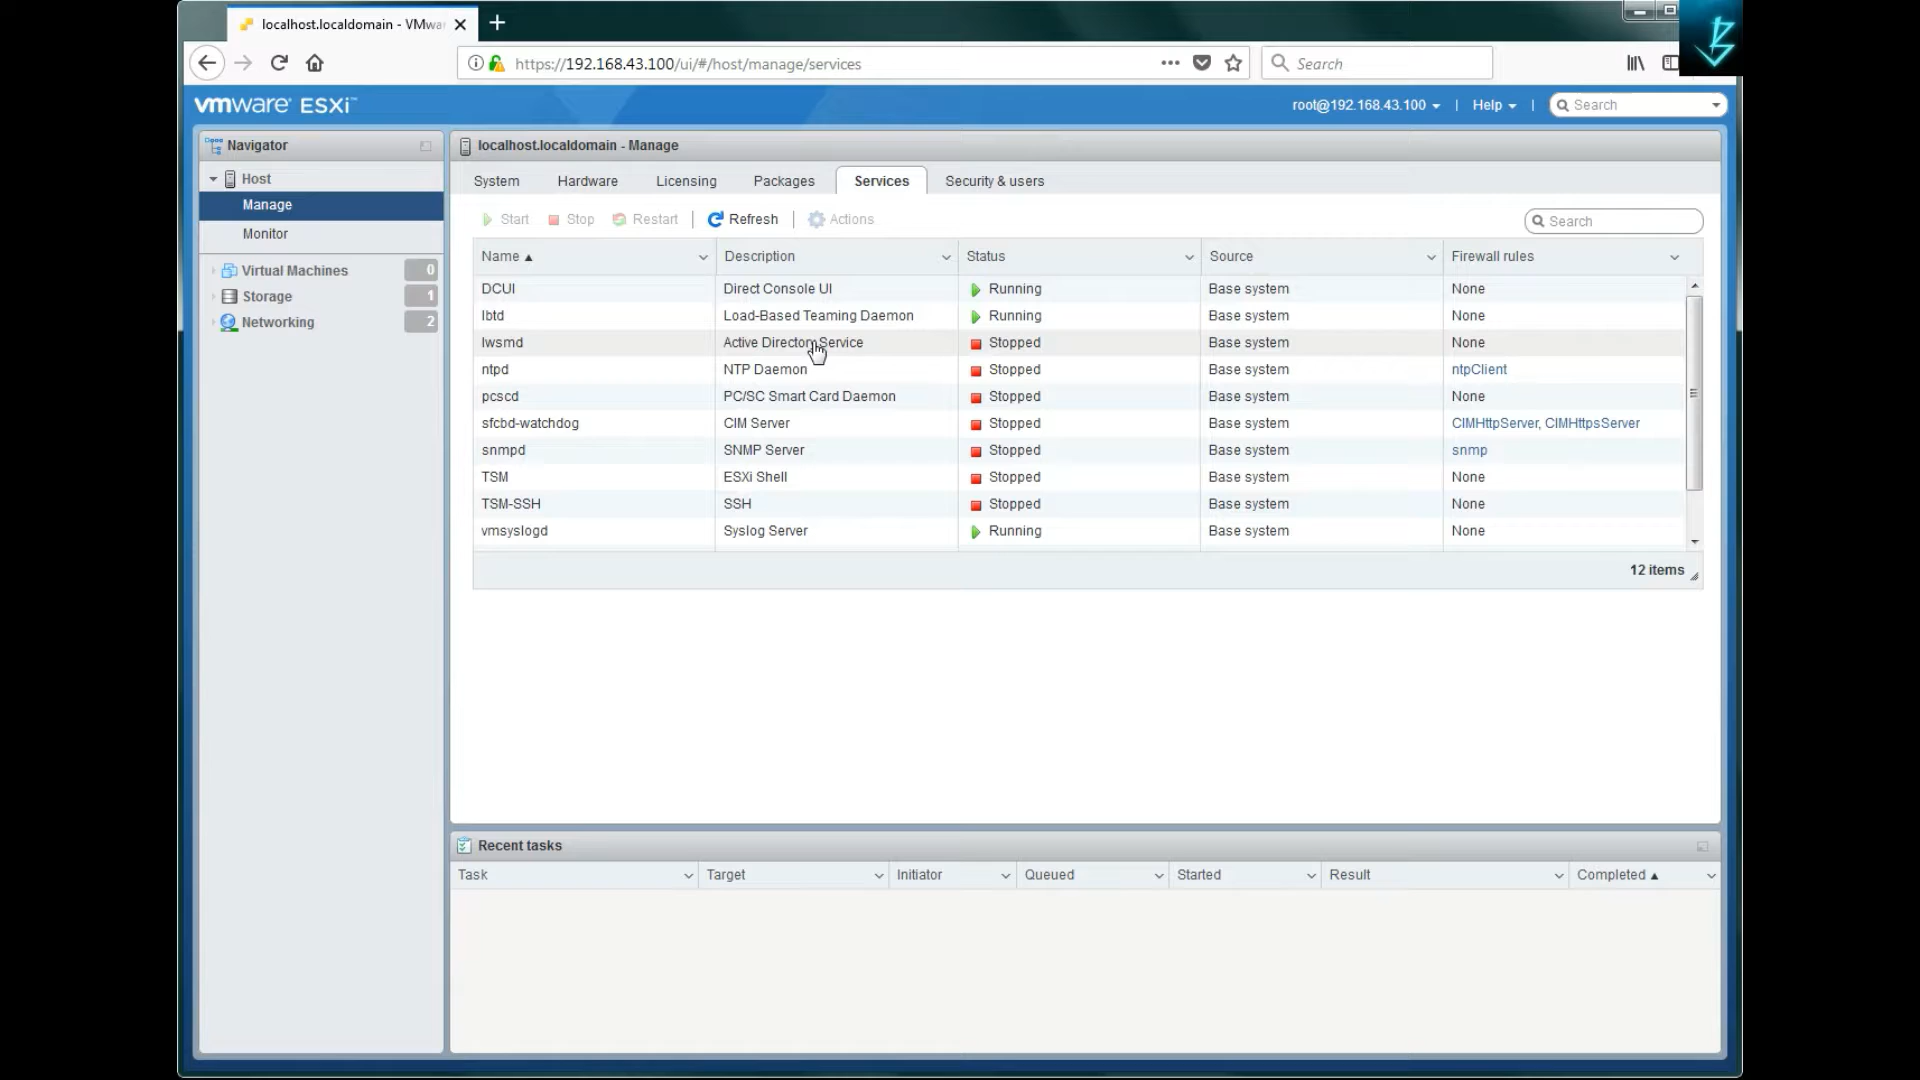 localhost.localdomain - VMwa
https://192.168.43.100/ui/#/host/manage/services
Search
vmware ESXi™
root@192.168.43.100
|
Help
|
Search
Navigator
Host
Manage
Monitor
Virtual Machines 0
Storage 1
Networking 2
localhost.localdomain - Manage
System Hardware Licensing Packages Services Security & users
Start Stop Restart | Refresh | Actions
Search
Name Description Status Source Firewall rules
DCUI Direct Console UI Running Base system None
lbtd Load-Based Teaming Daemon Running Base system None
lwsmd Active Directory Service Stopped Base system None
ntpd NTP Daemon Stopped Base system ntpClient
pcscd PC/SC Smart Card Daemon Stopped Base system None
sfcbd-watchdog CIM Server Stopped Base system CIMHttpServer, CIMHttpsServer
snmpd SNMP Server Stopped Base system snmp
TSM ESXi Shell Stopped Base system None
TSM-SSH SSH Stopped Base system None
vmsyslogd Syslog Server Running Base system None
12 items
Recent tasks
Task Target Initiator Queued Started Result Completed